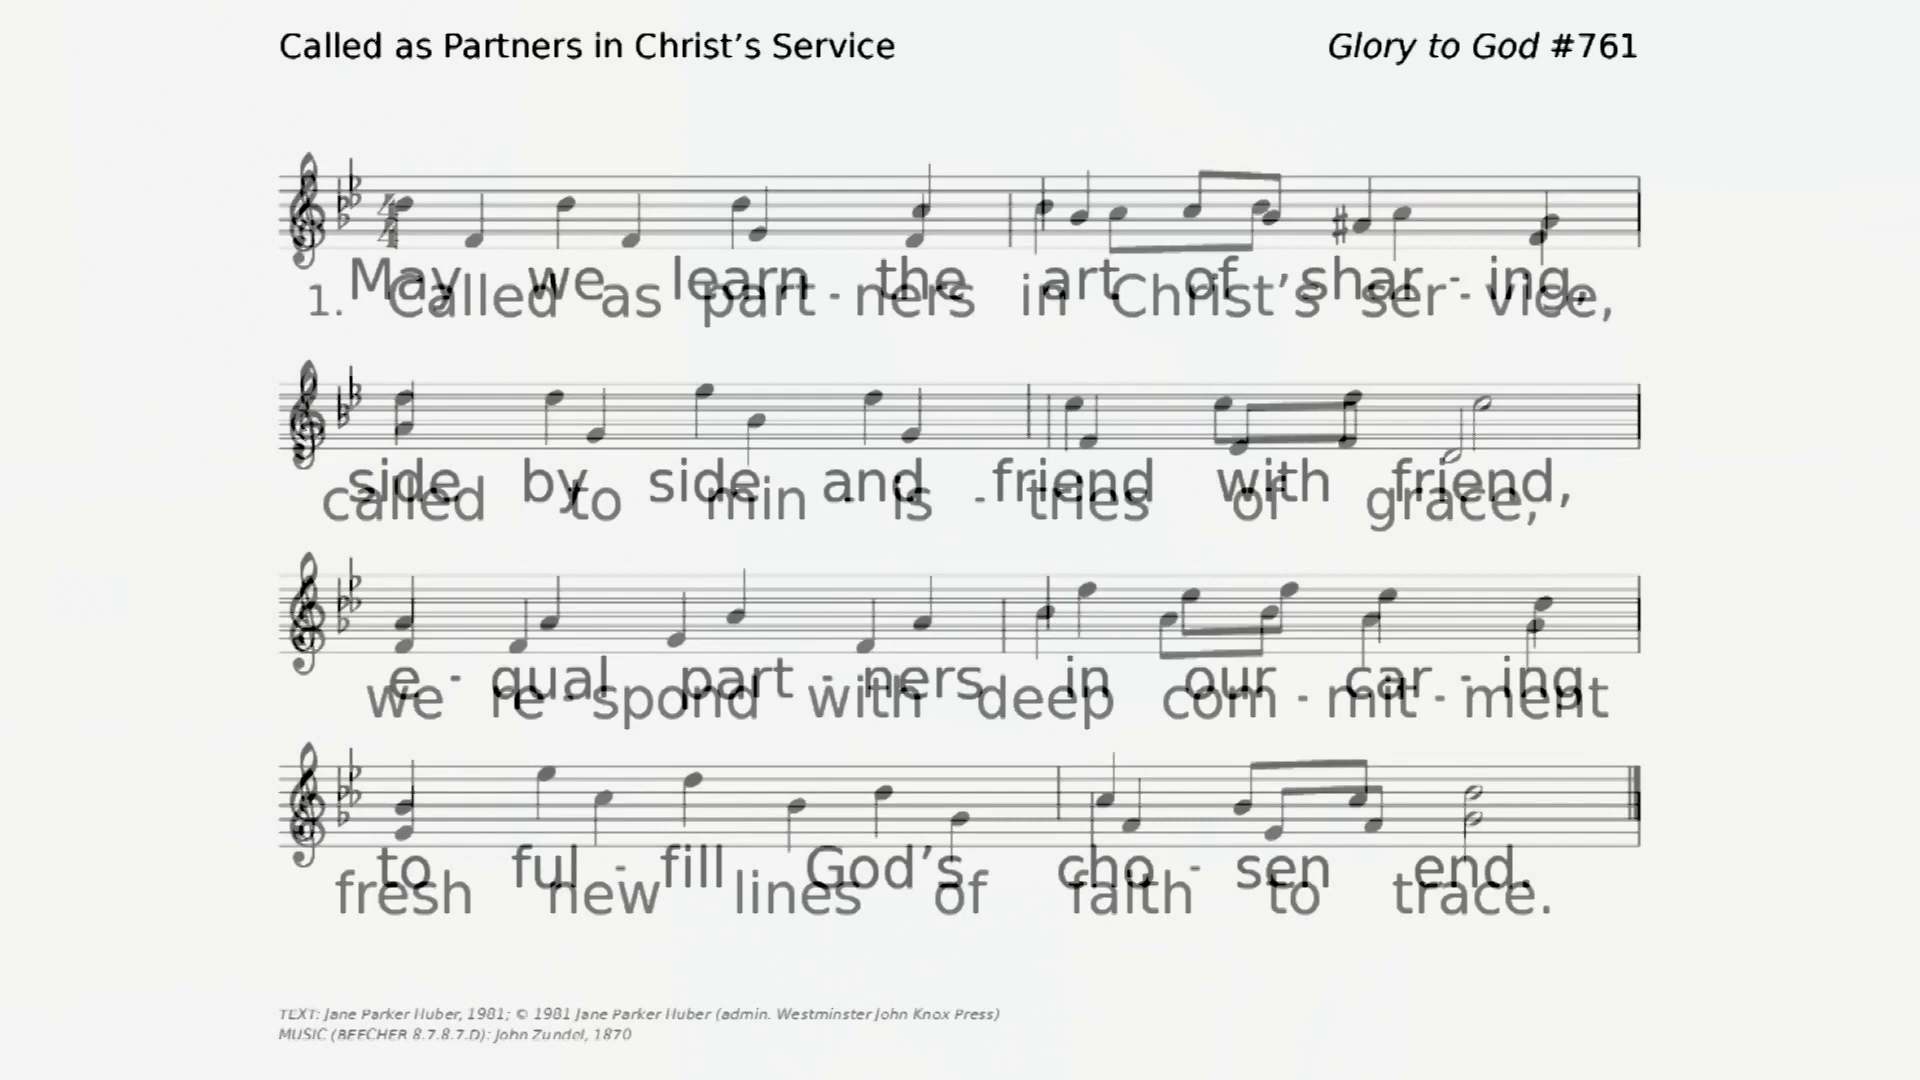 Called as Partners in Christ’s Service
Glory to God #761
4
4
May we learn the art of shar - ing,
1. Called as part - ners in Christ’s ser - vice,
side by side and friend with friend,
called to min - is - tries of grace,
e - qual part - ners in our car - ing
we re - spond with deep com - mit - ment
to ful - fill God’s cho - sen end.
fresh new lines of faith to trace.
TEXT: Jane Parker Huber, 1981; © 1981 Jane Parker Huber (admin. Westminster John Knox Press)
MUSIC (BEECHER 8.7.8.7.D): John Zundel, 1870